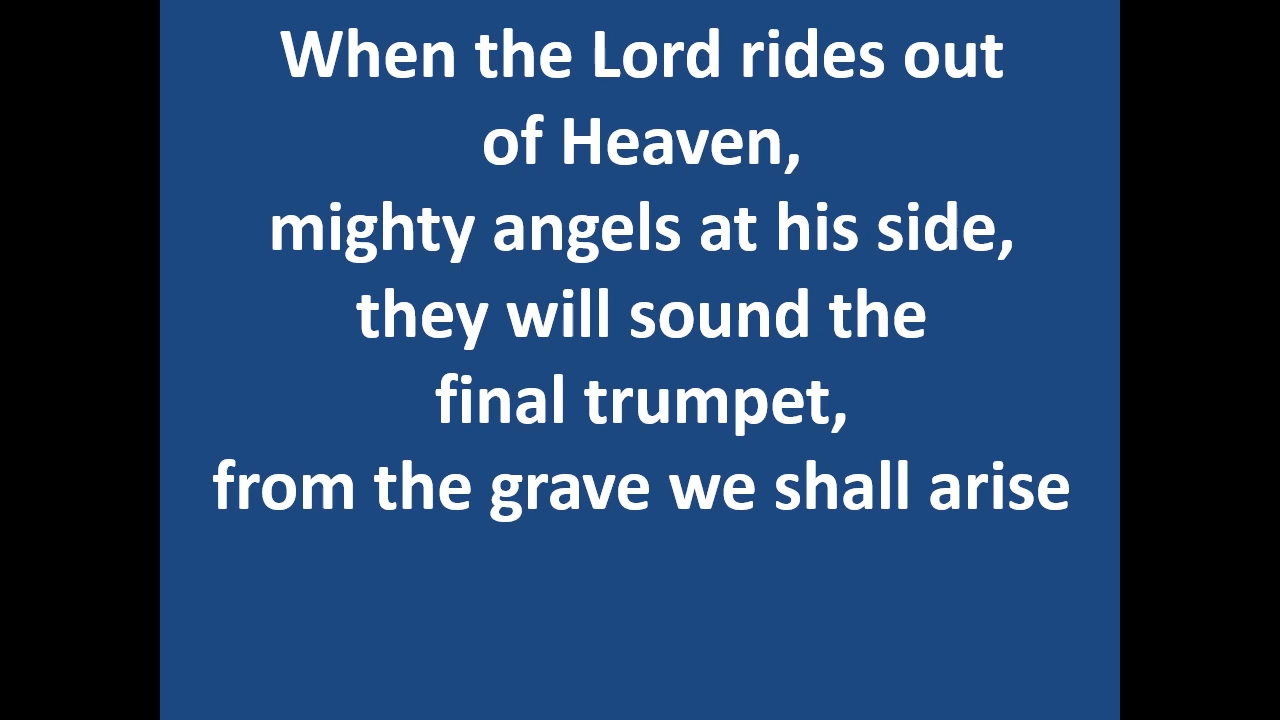 When the Lord rides out
of Heaven,
mighty angels at his side,
they will sound the
final trumpet,
from the grave we shall arise